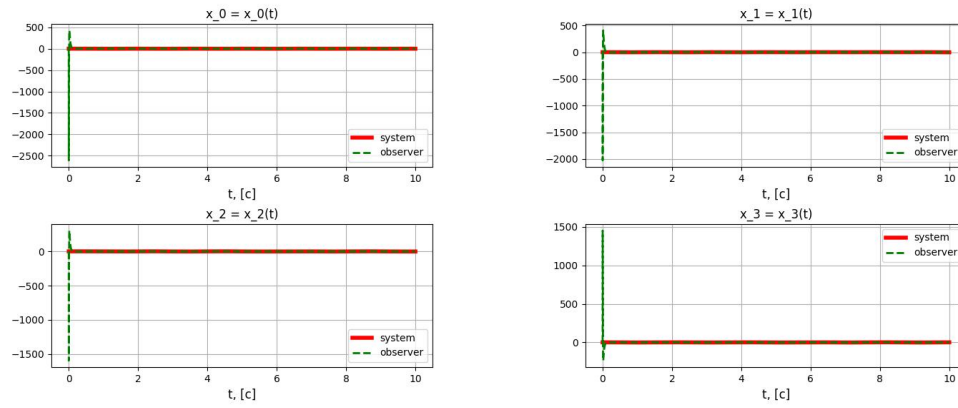 x_0 = x_0(t)
500
0
-500
-1000
-1500
-2000
-2500
system
observer
0 2 4 6 8 10
t, [c]
x_1 = x_1(t)
500
0
-500
-1000
-1500
-2000
system
observer
0 2 4 6 8 10
t, [c]
x_2 = x_2(t)
0
-500
-1000
-1500
system
observer
0 2 4 6 8 10
t, [c]
x_3 = x_3(t)
1500
1000
500
0
system
observer
0 2 4 6 8 10
t, [c]